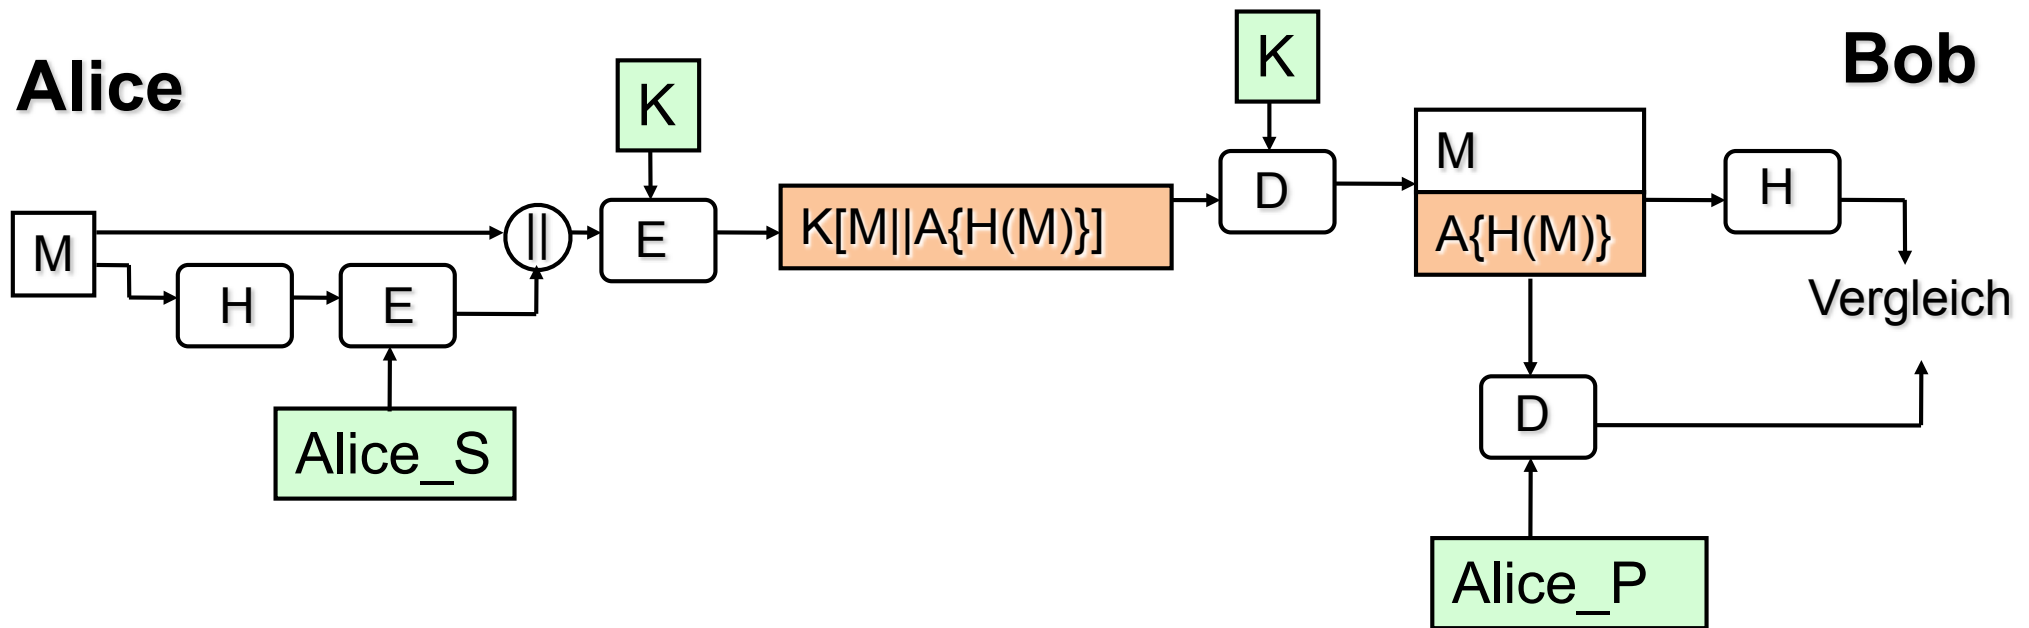 Alice
Bob
K
K
M
H
E
||
E
K[M||A{H(M)}]
D
M
A{H(M)}
H
Vergleich
Alice_S
D
Alice_P